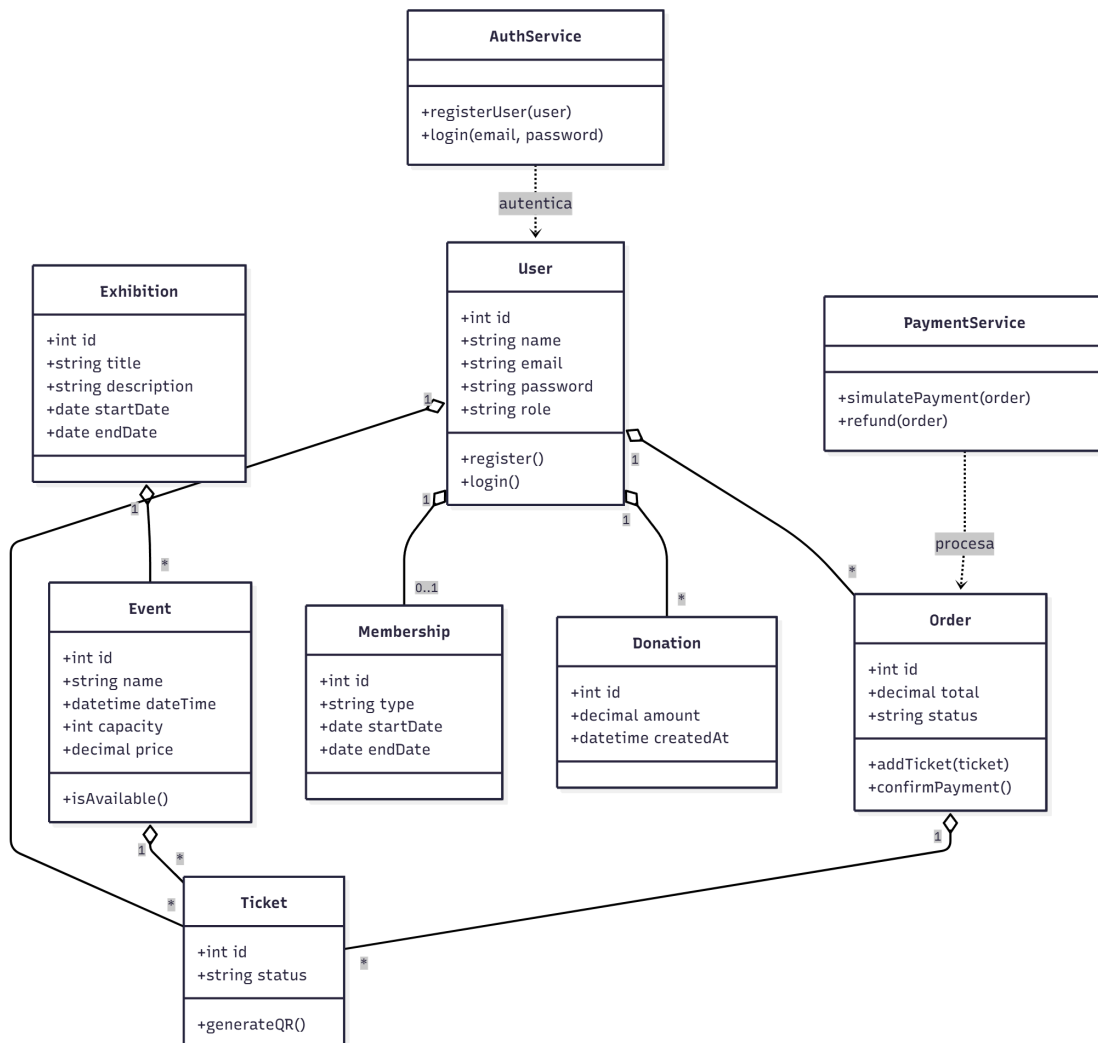 AuthService
+registerUser(user)
+login(email, password)
autentica
User
+int id
+string name
+string email
+string password
+string role
+register()
+login()
Exhibition
+int id
+string title
+string description
+date startDate
+date endDate
PaymentService
+simulatePayment(order)
+refund(order)
procesa
1
1
1
1
1
*
0..1
*
*
Event
+int id
+string name
+datetime dateTime
+int capacity
+decimal price
+isAvailable()
Membership
+int id
+string type
+date startDate
+date endDate
Donation
+int id
+decimal amount
+datetime createdAt
Order
+int id
+decimal total
+string status
+addTicket(ticket)
+confirmPayment()
1
*
*
1
*
Ticket
+int id
+string status
+generateQR()